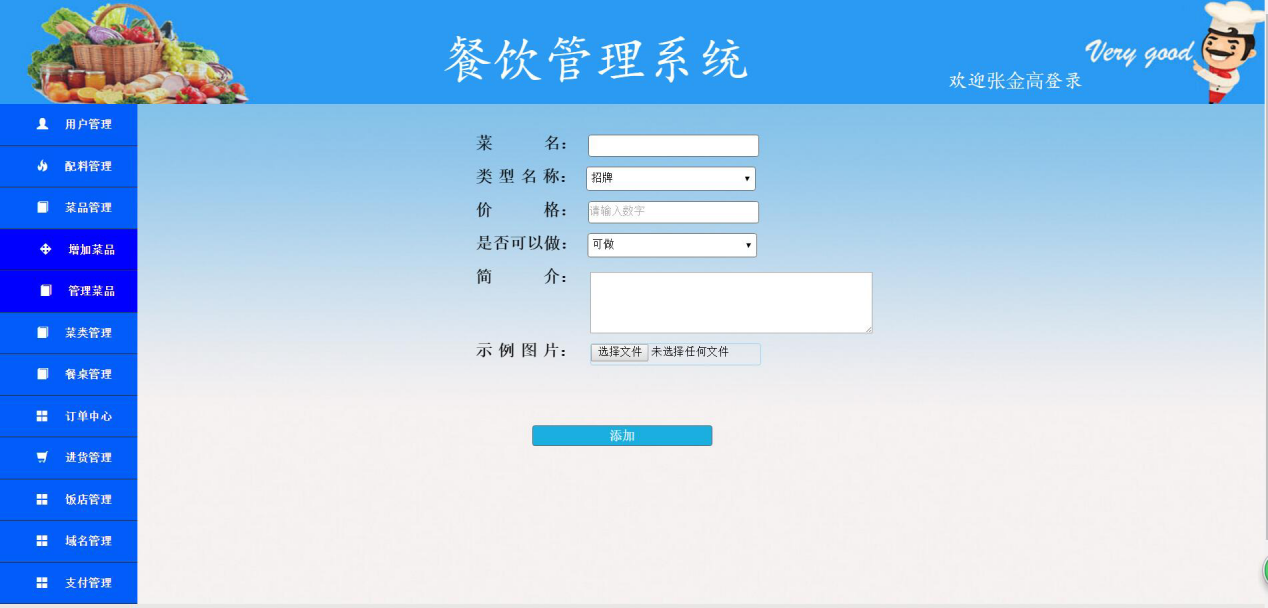 餐饮管理系统
Very good
欢迎张金高登录
用户管理
配料管理
菜品管理
增加菜品
管理菜品
菜类管理
餐桌管理
订单中心
进货管理
饭店管理
域名管理
支付管理
菜 名：
类 型 名 称： 招牌
价 格： 请输入数字
是否可以做： 可做
简 介：
示 例 图 片： 选择文件 未选择任何文件
添加